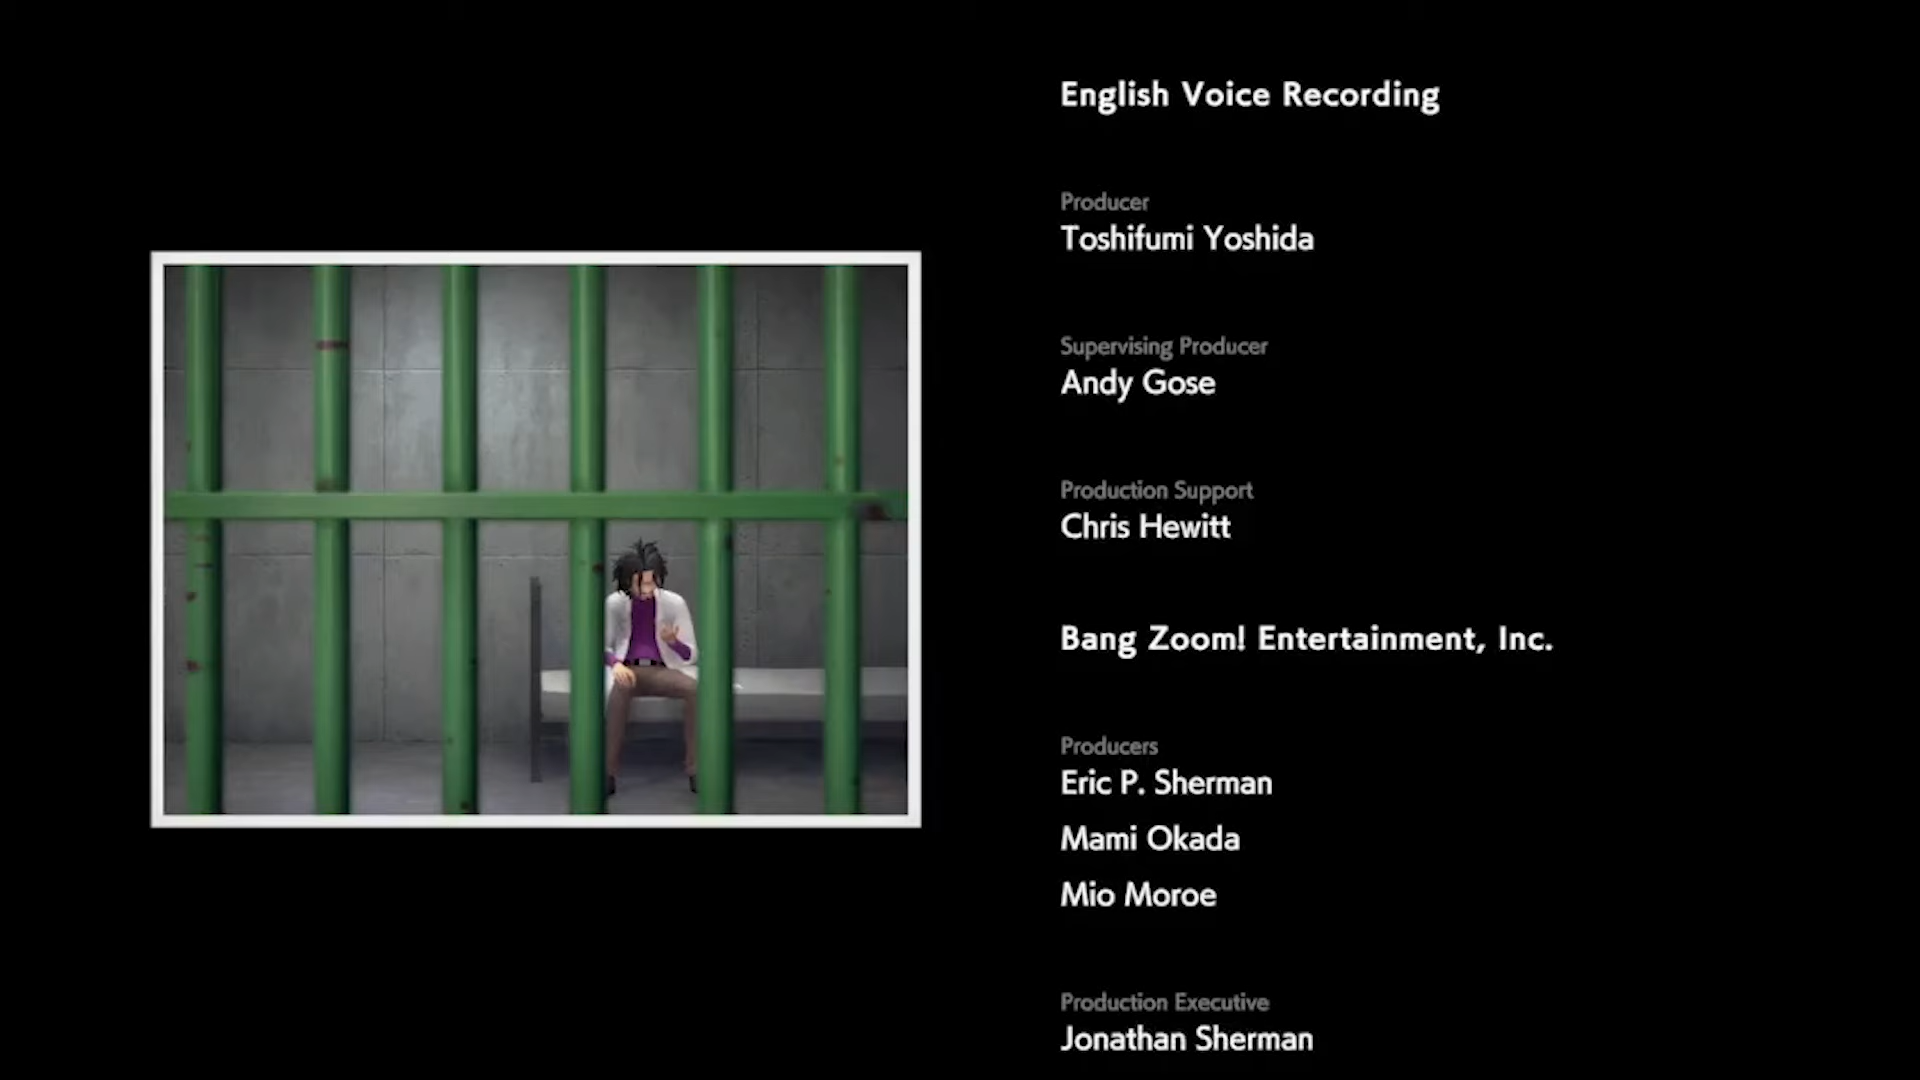 English Voice Recording
Producer
Toshifumi Yoshida
Supervising Producer
Andy Gose
Production Support
Chris Hewitt
Bang Zoom! Entertainment, Inc.
Producers
Eric P. Sherman
Mami Okada
Mio Moroe
Production Executive
Jonathan Sherman